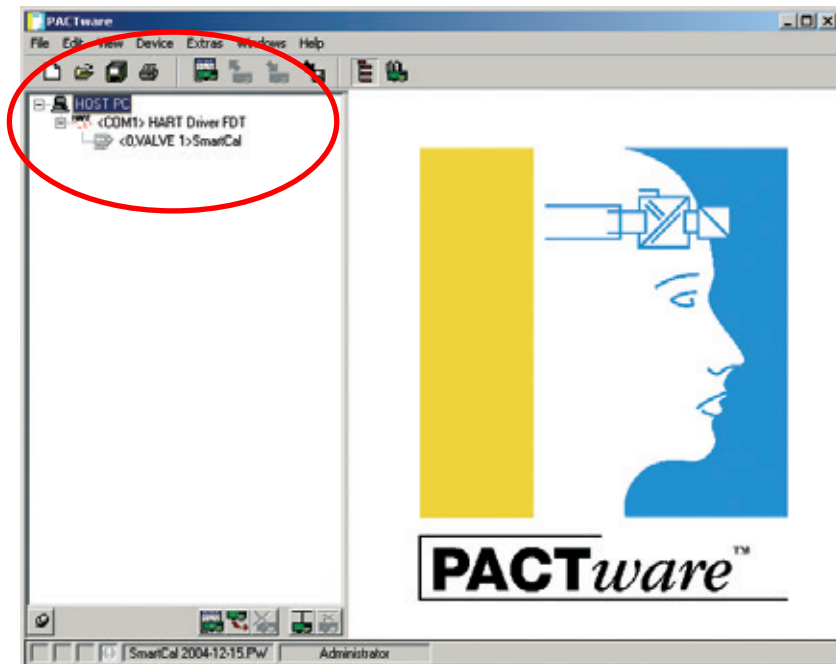 PACTware
File Edit View Device Extras Windows Help
HOST PC
<COM1> HART Driver FDT
<0,VALVE 1>SmartCal
PACTware™
SmartCal 2004-12-15.PW Administrator